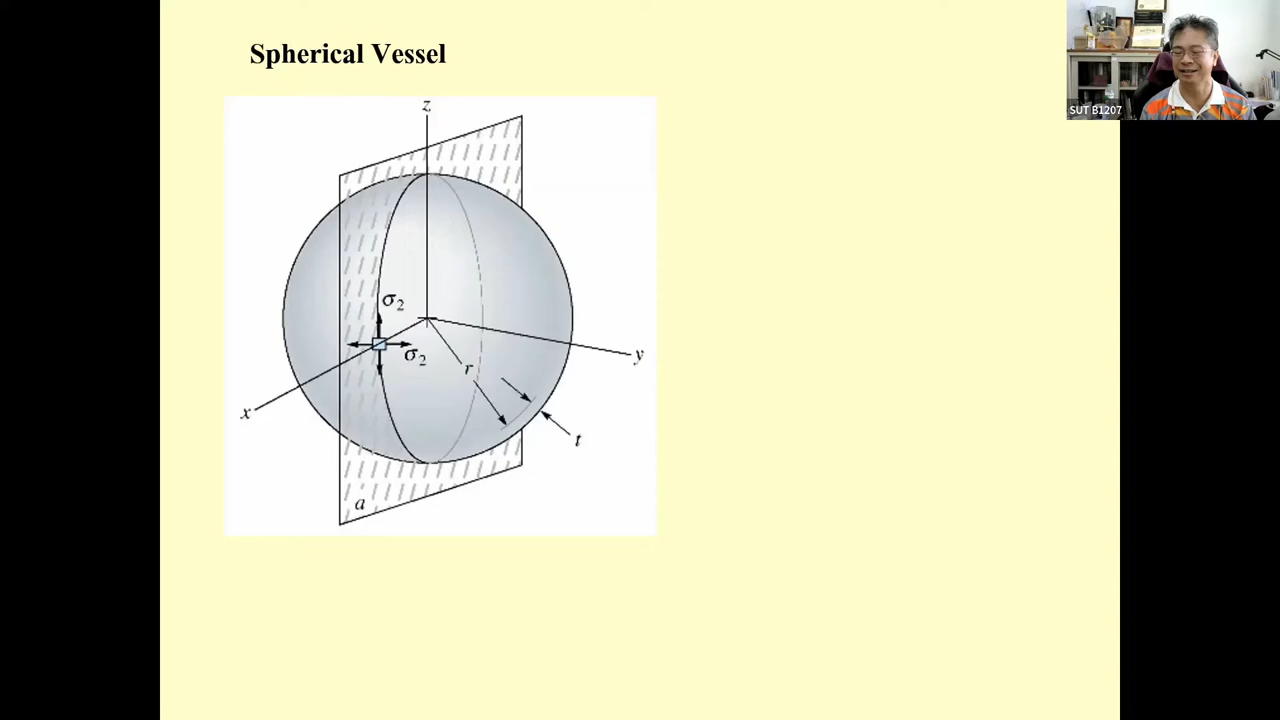 Spherical Vessel
z
σ2
σ2
r
y
x
t
a
SUT B1207